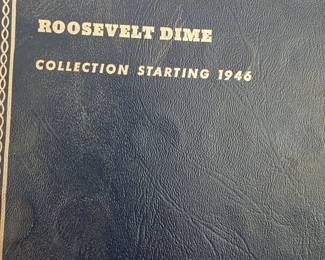 ROOSEVELT DIME
COLLECTION STARTING 1946